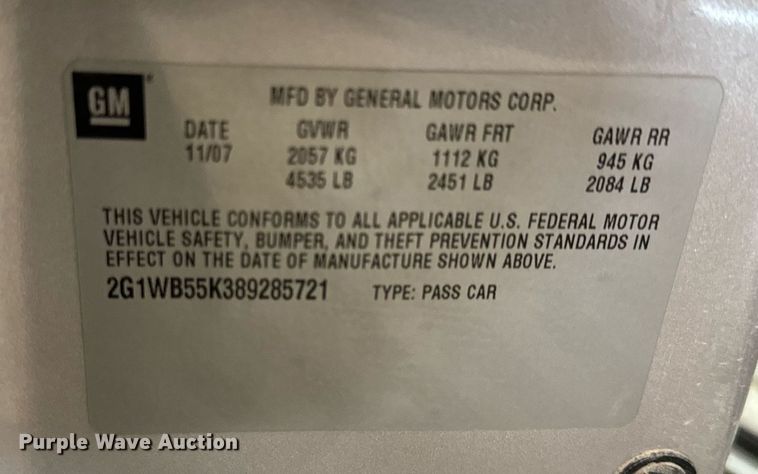 GM
MFD BY GENERAL MOTORS CORP.
DATE GVWR GAWR FRT GAWR RR
11/07 2057 KG 1112 KG 945 KG
4535 LB 2451 LB 2084 LB
THIS VEHICLE CONFORMS TO ALL APPLICABLE U.S. FEDERAL MOTOR
VEHICLE SAFETY, BUMPER, AND THEFT PREVENTION STANDARDS IN
EFFECT ON THE DATE OF MANUFACTURE SHOWN ABOVE.
2G1WB55K389285721 TYPE: PASS CAR
Purple Wave Auction